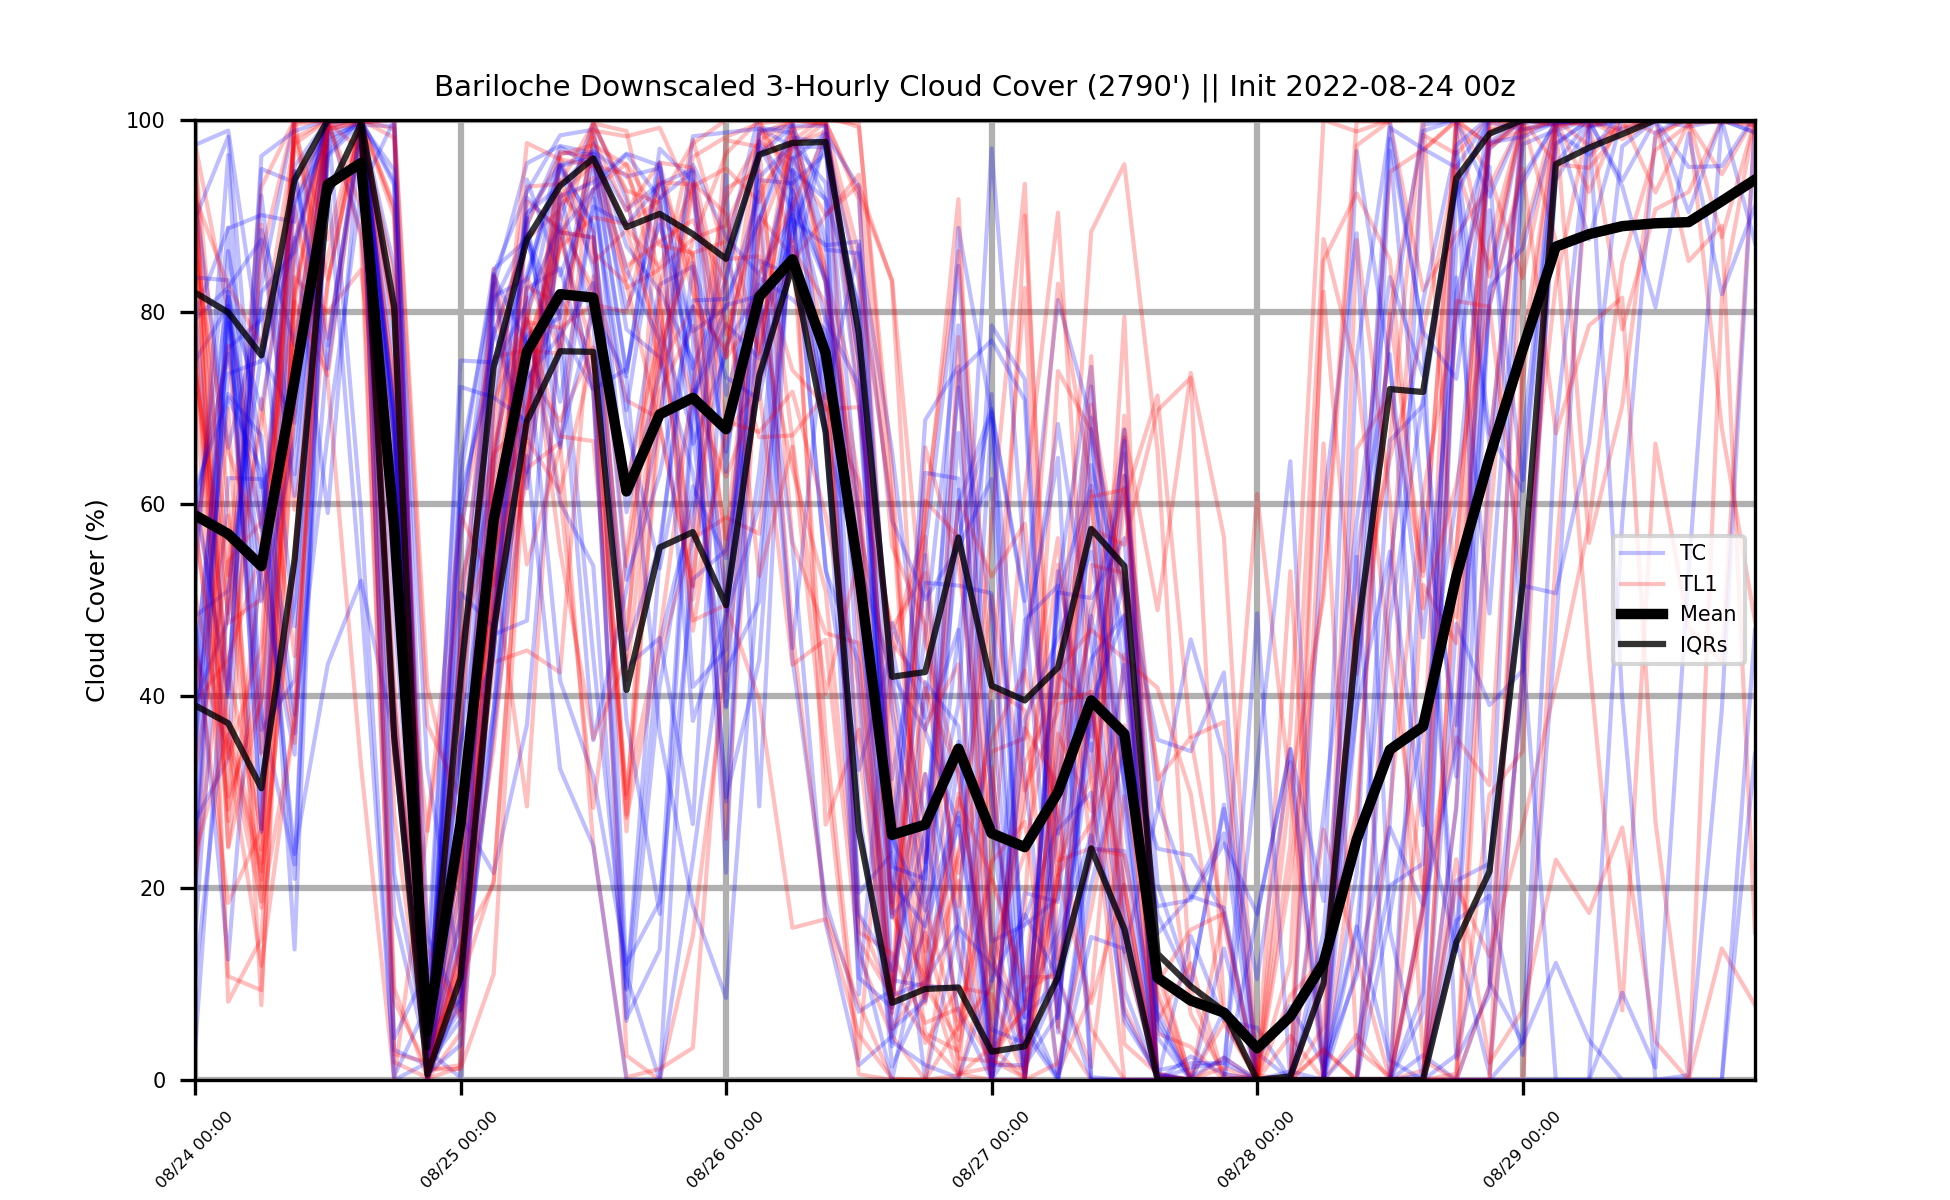 Bariloche Downscaled 3-Hourly Cloud Cover (2790') || Init 2022-08-24 00z
Cloud Cover (%)
100
80
60
40
20
0
TC
TL1
Mean
IQRs
08/24 00:00
08/25 00:00
08/26 00:00
08/27 00:00
08/28 00:00
08/29 00:00